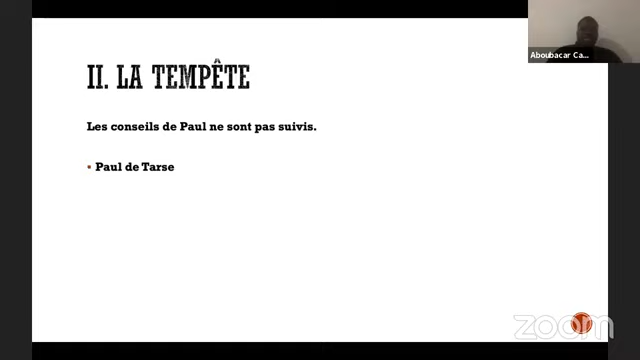 Aboubacar Ca...
II. LA TEMPÊTE
Les conseils de Paul ne sont pas suivis.
• Paul de Tarse
zoom